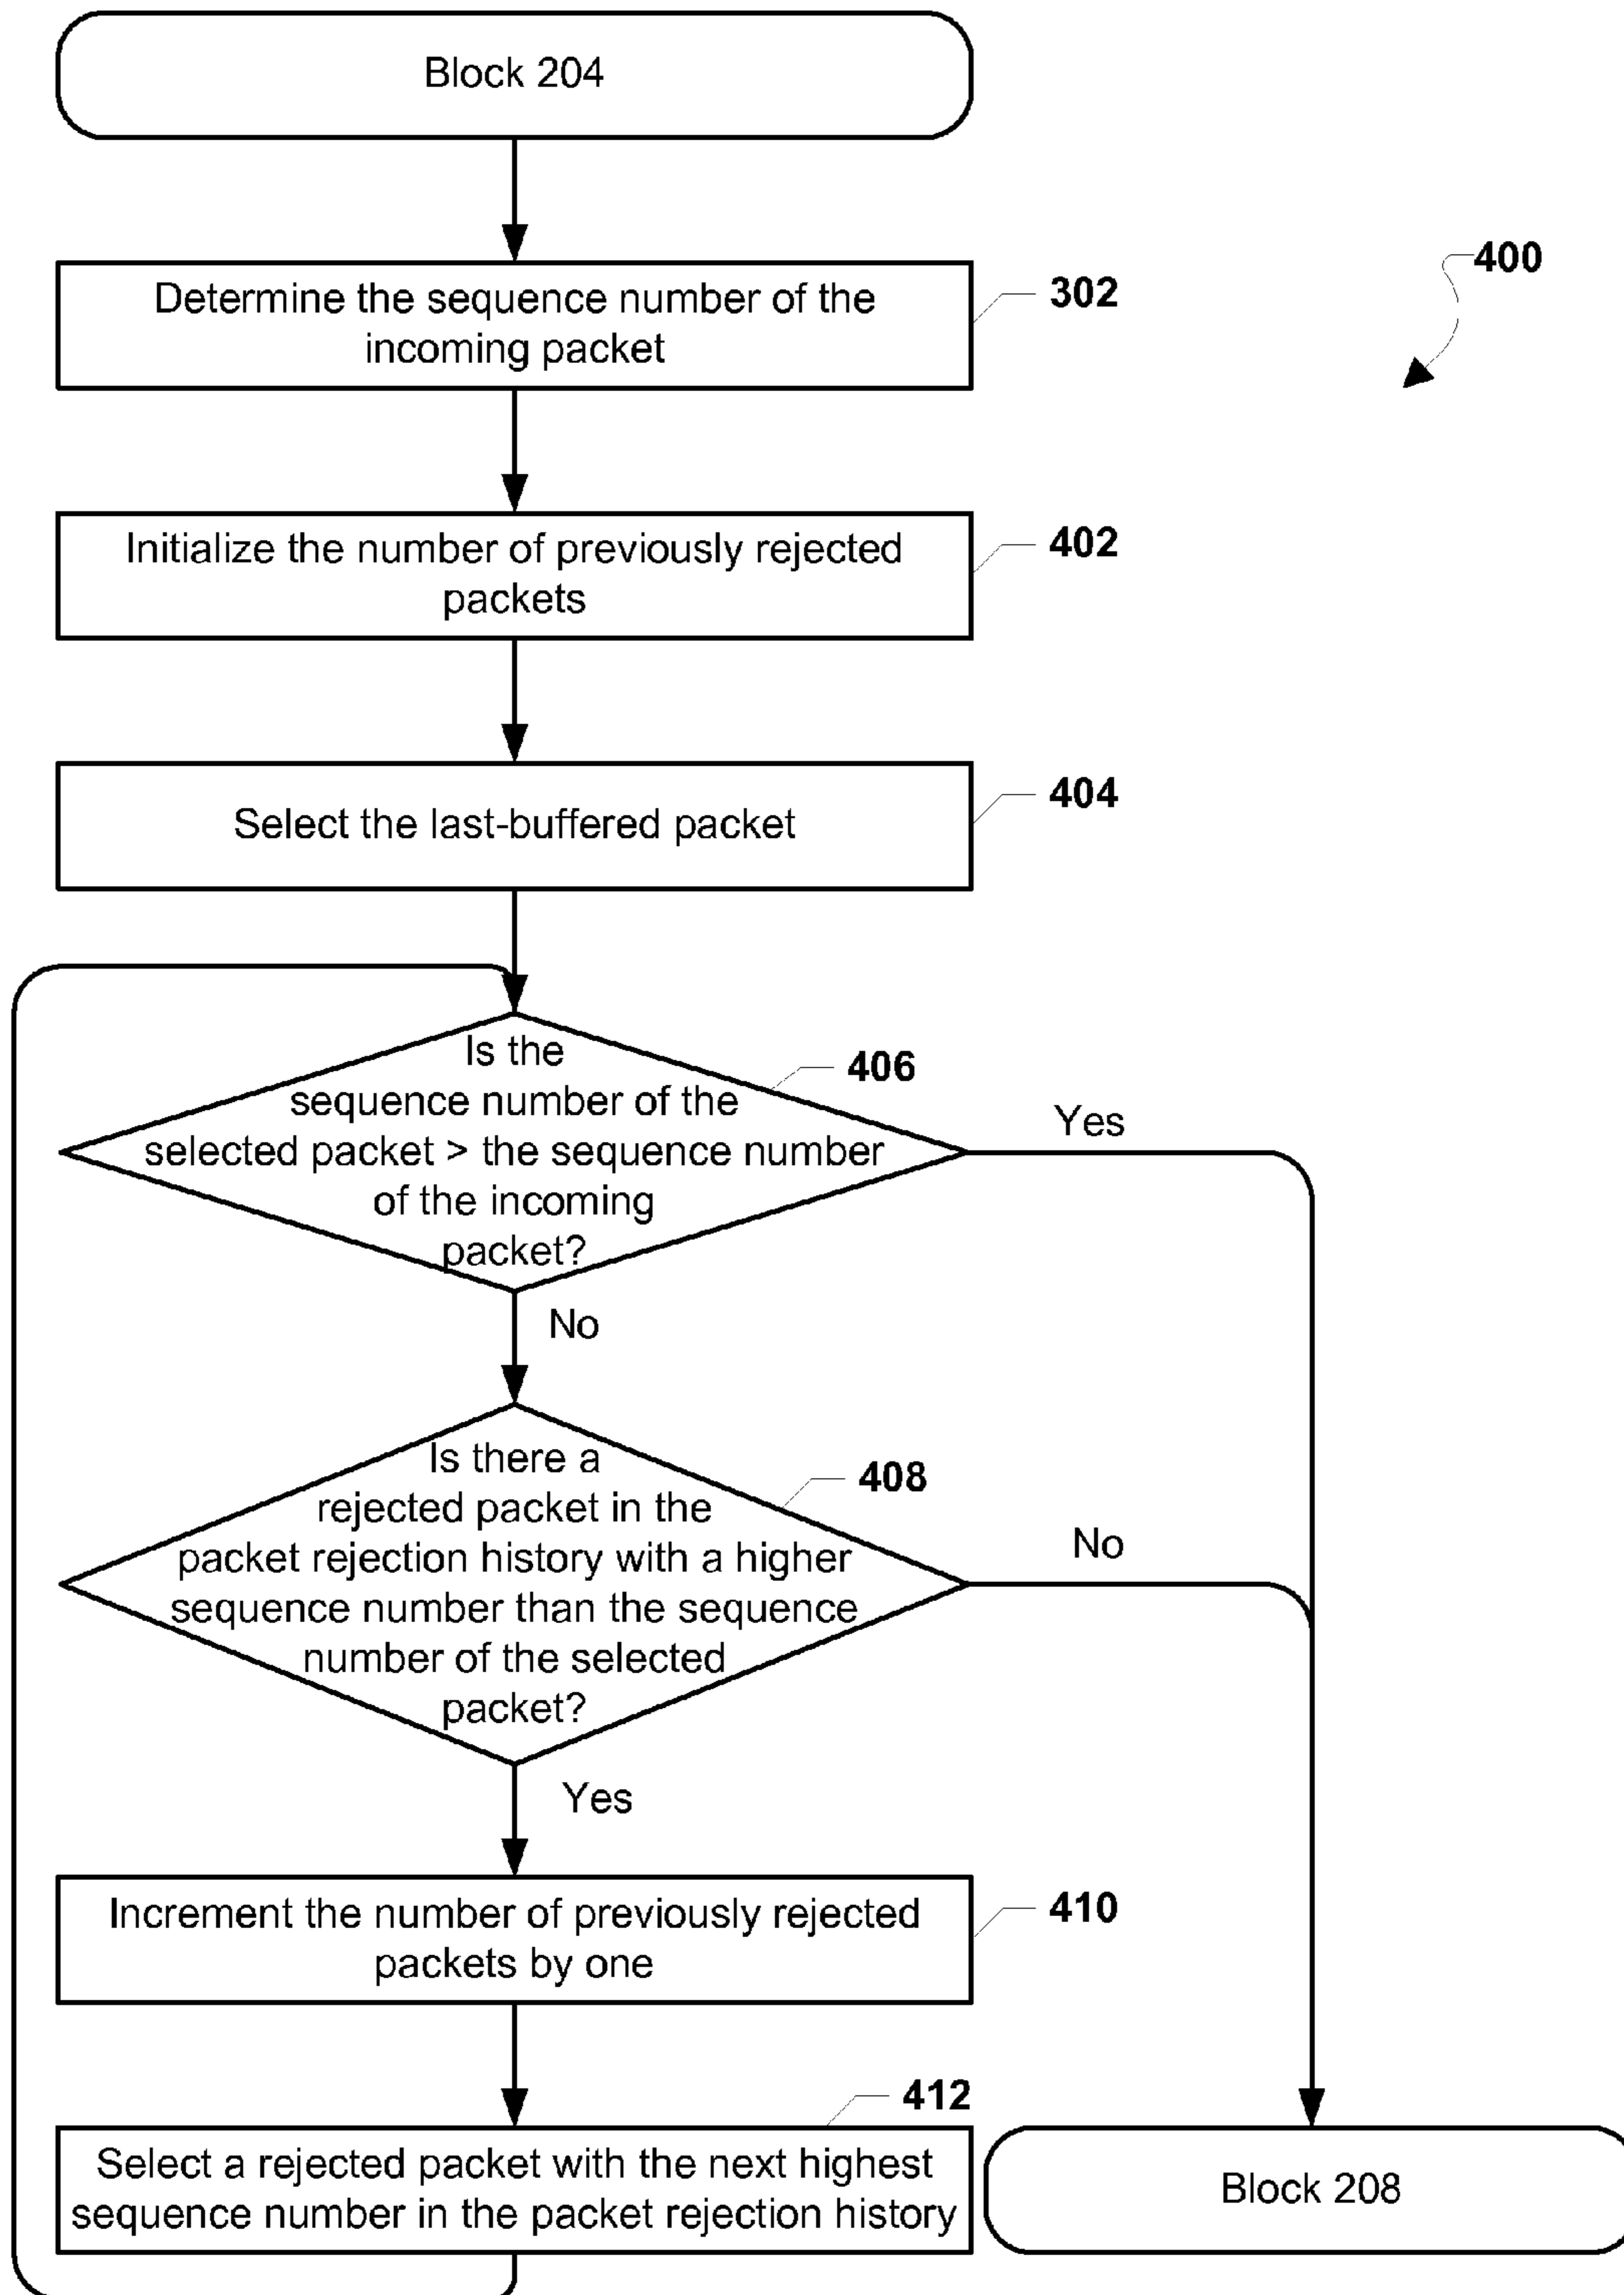 Block 204
400
Determine the sequence number of the
incoming packet
302
Initialize the number of previously rejected
packets
402
Select the last-buffered packet
404
Is the
sequence number of the
selected packet > the sequence number
of the incoming
packet?
406
Yes
No
Is there a
rejected packet in the
packet rejection history with a higher
sequence number than the sequence
number of the selected
packet?
408
No
Yes
Increment the number of previously rejected
packets by one
410
412
Select a rejected packet with the next highest
sequence number in the packet rejection history
Block 208